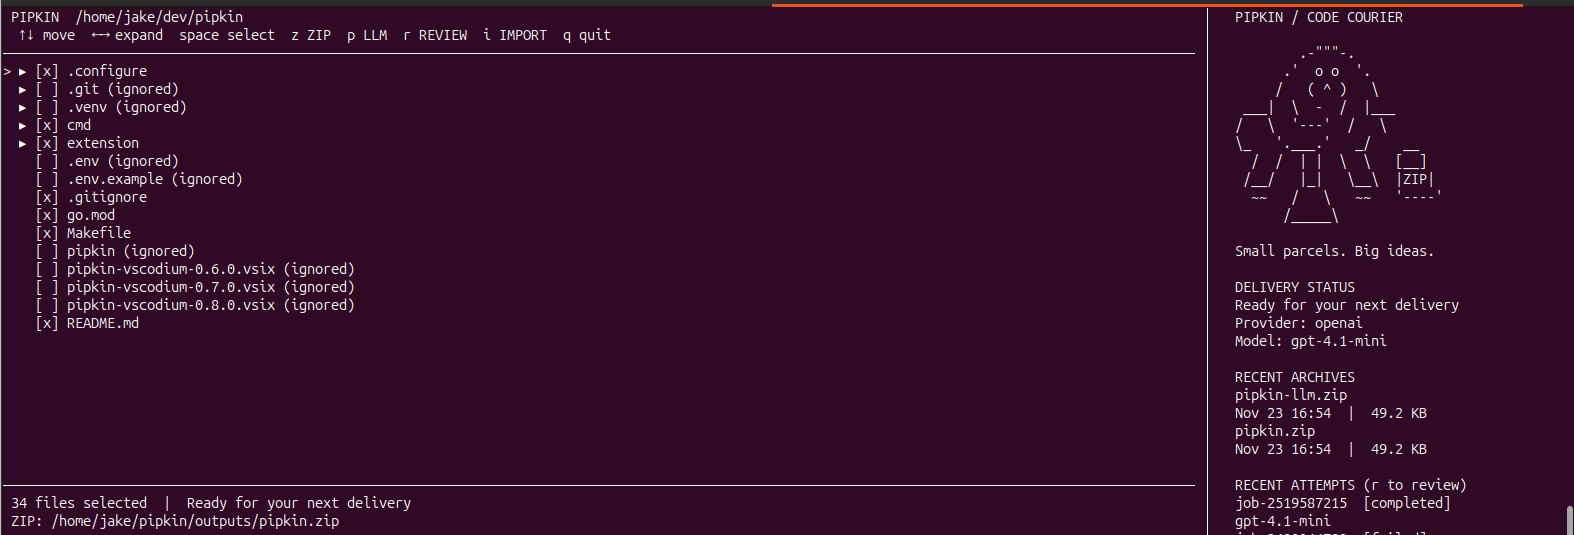 PIPKIN  /home/jake/dev/pipkin
↑↓ move  ←→ expand  space select  z ZIP  p LLM  r REVIEW  i IMPORT  q quit
> ▸ [x] .configure
▸ [ ] .git (ignored)
▸ [ ] .venv (ignored)
▸ [x] cmd
▸ [x] extension
[ ] .env (ignored)
[ ] .env.example (ignored)
[x] .gitignore
[x] go.mod
[x] Makefile
[ ] pipkin (ignored)
[ ] pipkin-vscodium-0.6.0.vsix (ignored)
[ ] pipkin-vscodium-0.7.0.vsix (ignored)
[ ] pipkin-vscodium-0.8.0.vsix (ignored)
[x] README.md
34 files selected  |  Ready for your next delivery
ZIP: /home/jake/pipkin/outputs/pipkin.zip
PIPKIN / CODE COURIER
ZIP
Small parcels. Big ideas.
DELIVERY STATUS
Ready for your next delivery
Provider: openai
Model: gpt-4.1-mini
RECENT ARCHIVES
pipkin-llm.zip
Nov 23 16:54  |  49.2 KB
pipkin.zip
Nov 23 16:54  |  49.2 KB
RECENT ATTEMPTS (r to review)
job-2519587215  [completed]
gpt-4.1-mini